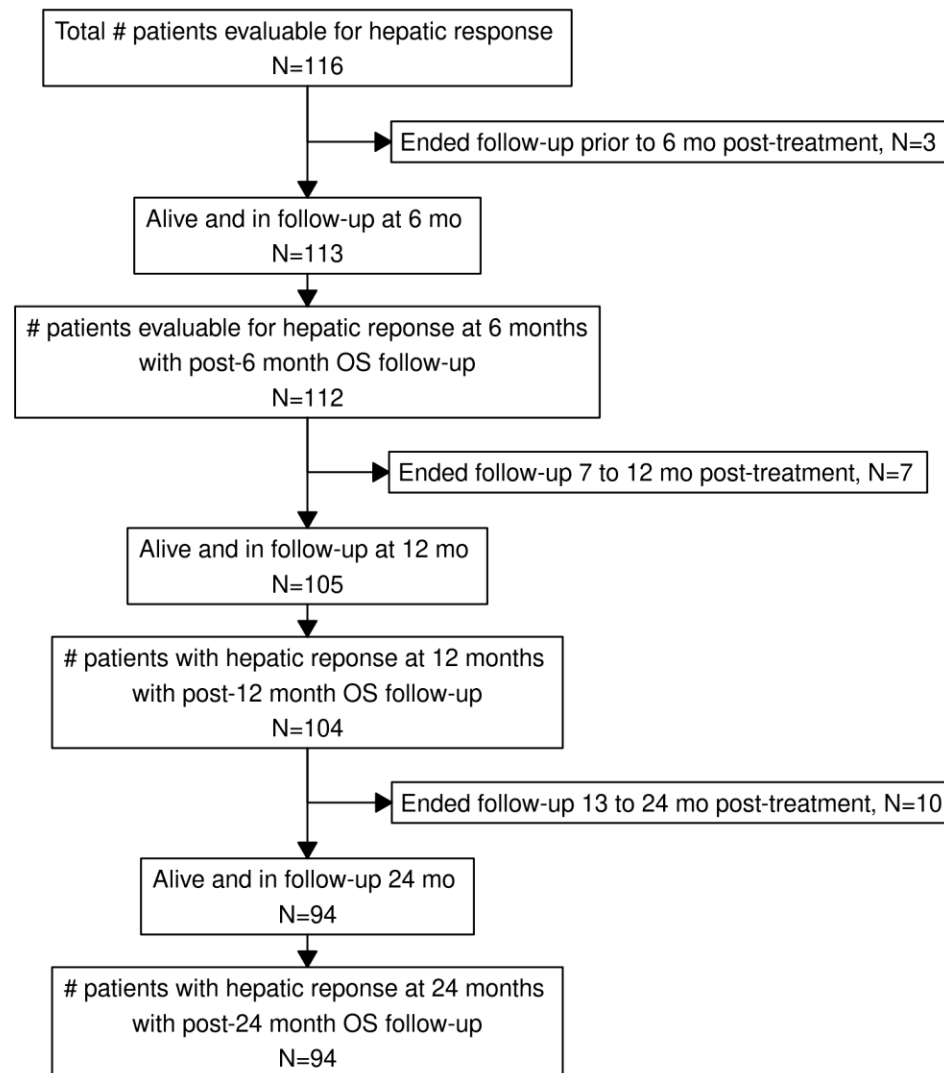 Total # patients evaluable for hepatic response
N=116
Ended follow-up prior to 6 mo post-treatment, N=3
Alive and in follow-up at 6 mo
N=113
# patients evaluable for hepatic reponse at 6 months
with post-6 month OS follow-up
N=112
Ended follow-up 7 to 12 mo post-treatment, N=7
Alive and in follow-up at 12 mo
N=105
# patients with hepatic reponse at 12 months
with post-12 month OS follow-up
N=104
Ended follow-up 13 to 24 mo post-treatment, N=10
Alive and in follow-up 24 mo
N=94
# patients with hepatic reponse at 24 months
with post-24 month OS follow-up
N=94